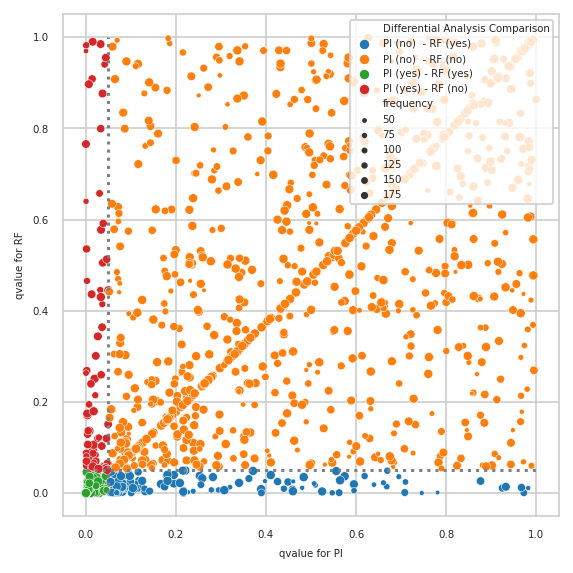 Differential Analysis Comparison
PI (no) - RF (yes)
PI (no) - RF (no)
PI (yes) - RF (yes)
PI (yes) - RF (no)
frequency
50
75
100
125
150
175
1.0
0.8
0.6
0.4
0.2
0.0
qvalue for RF
0.0 0.2 0.4 0.6 0.8 1.0
qvalue for PI